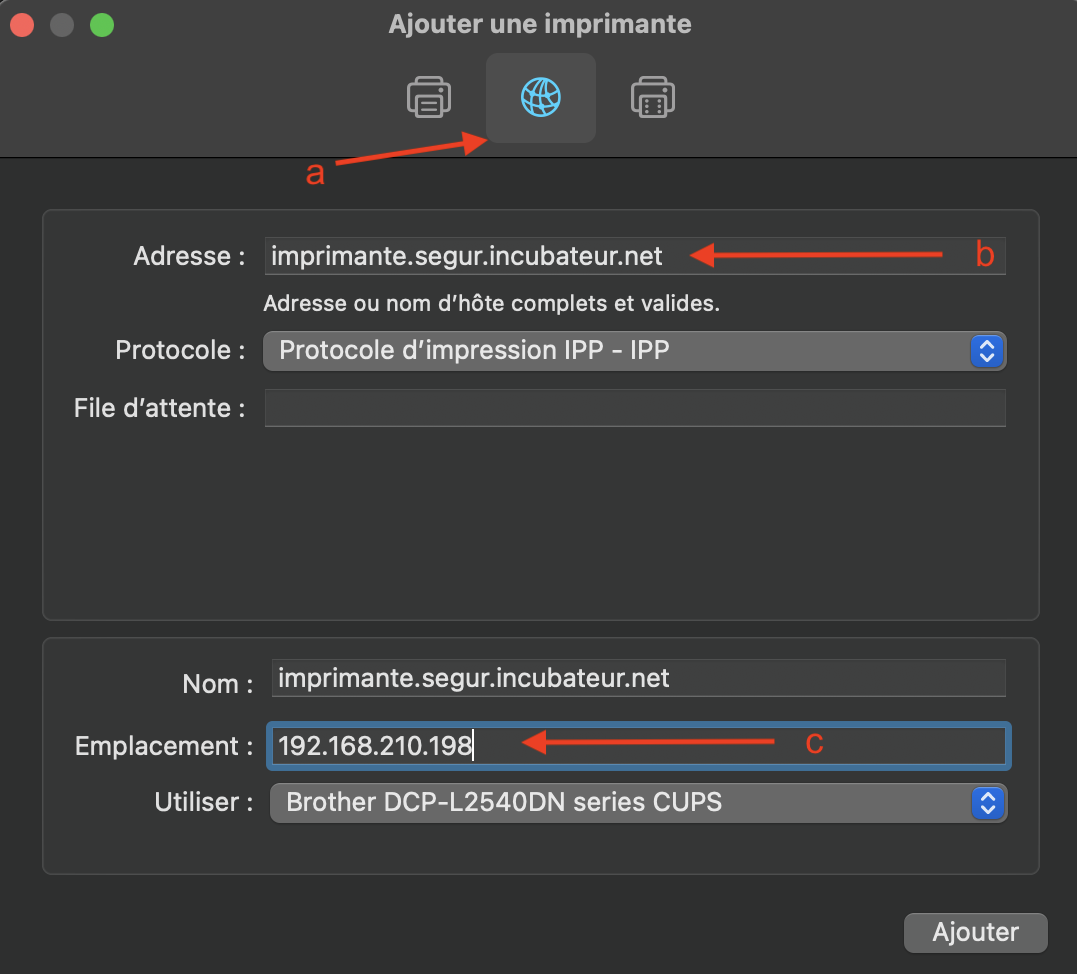 Ajouter une imprimante
a
Adresse : imprimante.segur.incubateur.net b
Adresse ou nom d’hôte complets et valides.
Protocole : Protocole d’impression IPP - IPP
File d’attente :
Nom : imprimante.segur.incubateur.net
Emplacement : 192.168.210.198 c
Utiliser : Brother DCP-L2540DN series CUPS
Ajouter